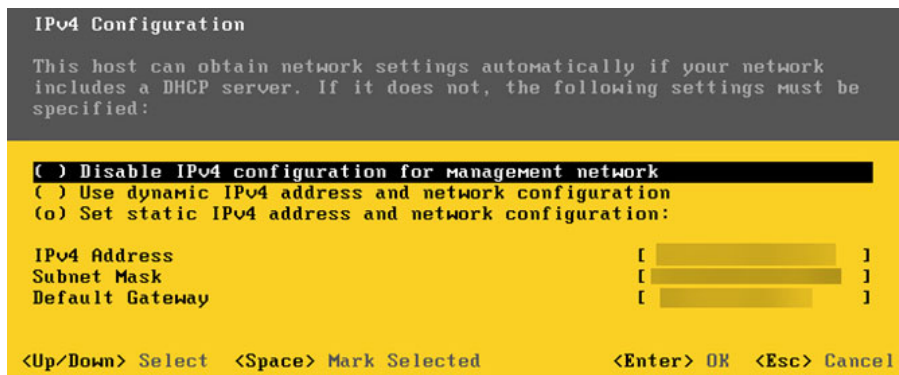 IPv4 Configuration
This host can obtain network settings automatically if your network
includes a DHCP server. If it does not, the following settings must be
specified:
( ) Disable IPv4 configuration for management network
( ) Use dynamic IPv4 address and network configuration
(o) Set static IPv4 address and network configuration:
IPv4 Address [ ]
Subnet Mask [ ]
Default Gateway [ ]
<Up/Down> Select <Space> Mark Selected <Enter> OK <Esc> Cancel